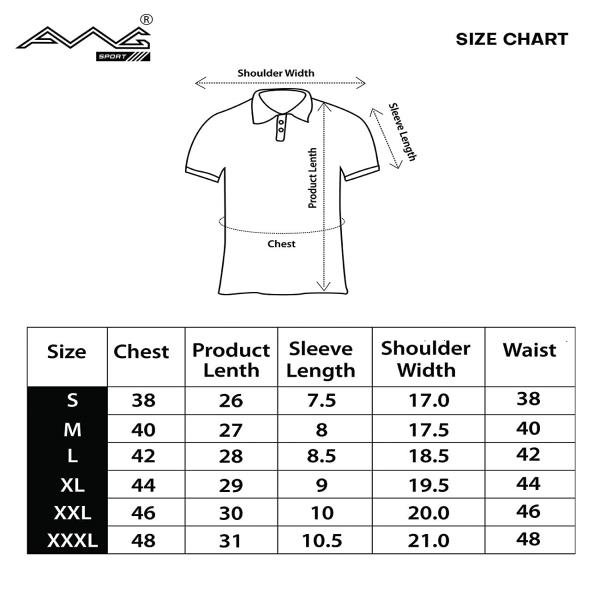 AWG ®
SPORT
SIZE CHART
Shoulder Width
Sleeve Length
Product Lenth
Chest
Size Chest Product Lenth Sleeve Length Shoulder Width Waist
S 38 26 7.5 17.0 38
M 40 27 8 17.5 40
L 42 28 8.5 18.5 42
XL 44 29 9 19.5 44
XXL 46 30 10 20.0 46
XXXL 48 31 10.5 21.0 48